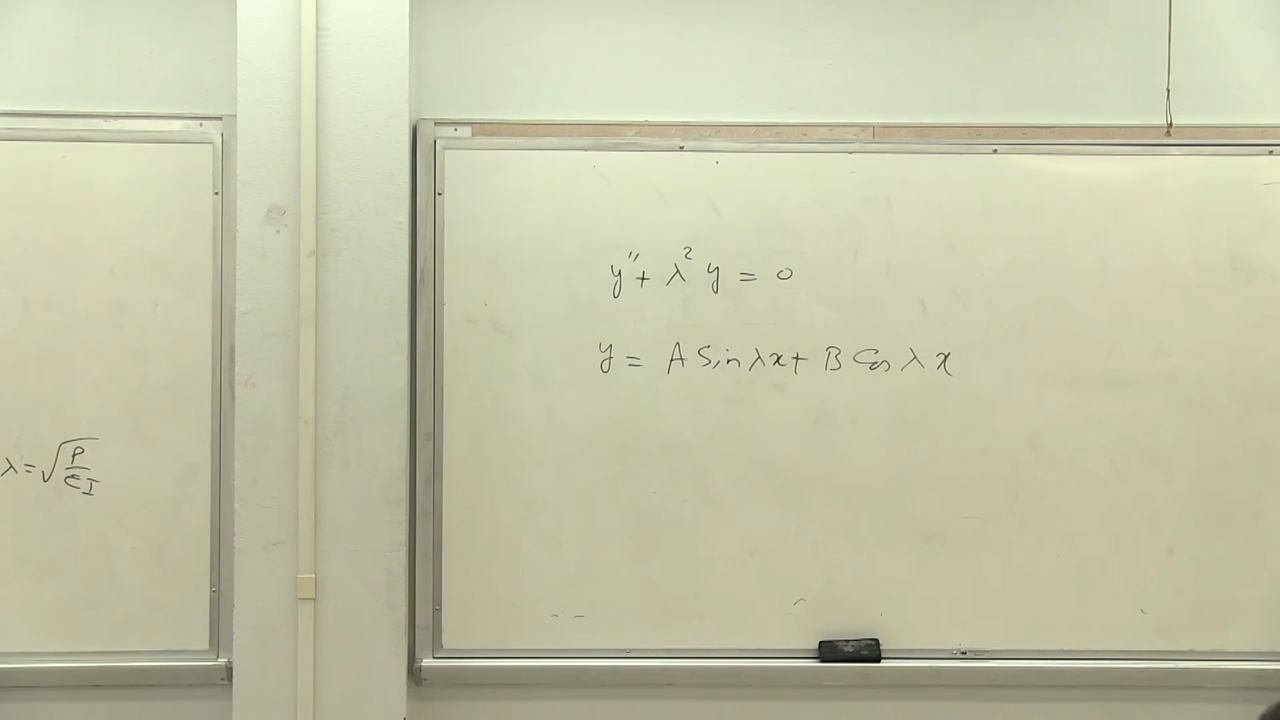 λ = √(P/EI)
y'' + λ² y = 0
y = A Sin λx + B Cos λx